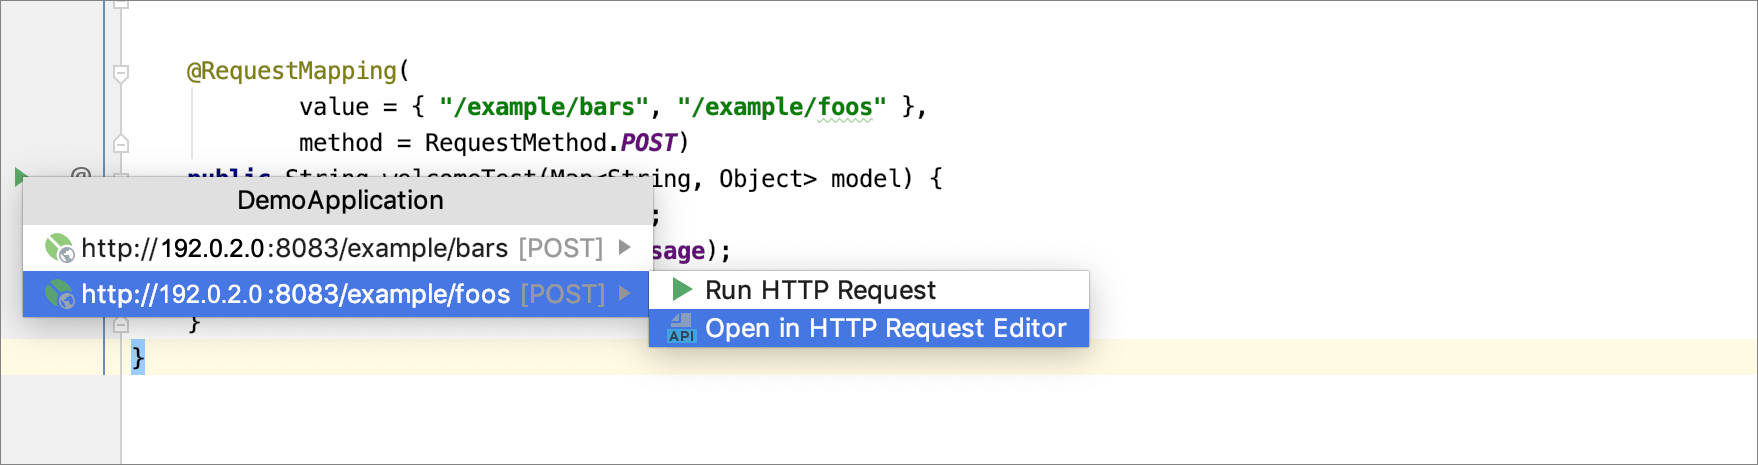 @RequestMapping(
value = { "/example/bars", "/example/foos" },
method = RequestMethod.POST)
@ public String welcomeTest(Map<String, Object> model) {
DemoApplication
;
http://192.0.2.0:8083/example/bars [POST]
sage);
http://192.0.2.0:8083/example/foos [POST]
Run HTTP Request
}
API Open in HTTP Request Editor
}